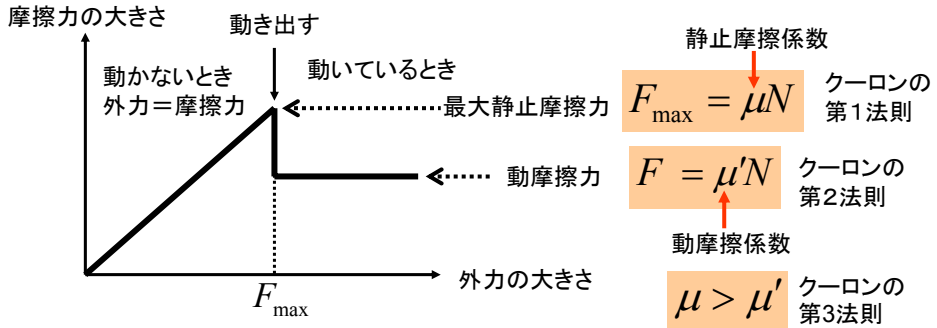 摩擦力の大きさ
動き出す
動かないとき
外力＝摩擦力
動いているとき
最大静止摩擦力
動摩擦力
外力の大きさ
F_max
静止摩擦係数
F_max = μN
クーロンの
第1法則
F = μ'N
クーロンの
第2法則
動摩擦係数
μ > μ'
クーロンの
第3法則